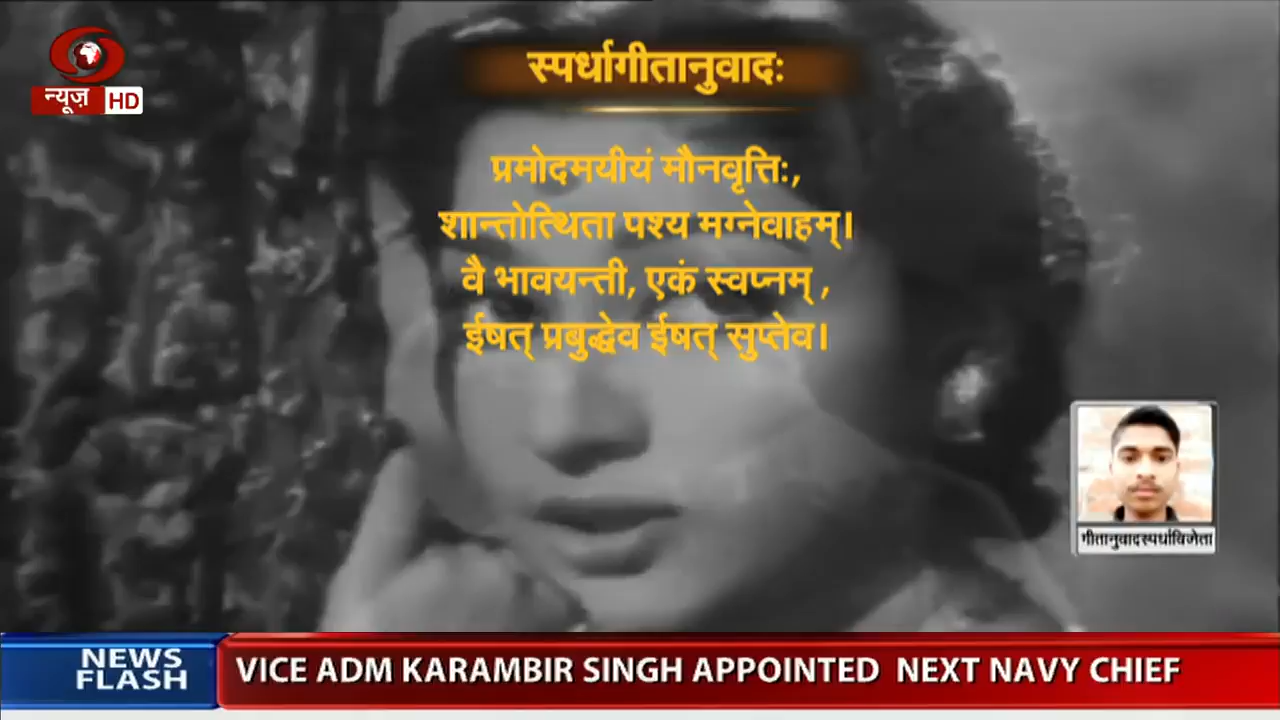 न्यूज़ HD
स्पर्धागीतानुवादः
प्रमोदमयीयं मौनवृत्तिः,
शान्तोत्थिता पश्य मग्नेवाहम्।
वै भावयन्ती, एकं स्वप्नम् ,
ईषत् प्रबुद्धेव ईषत् सुप्तेव।
गीतानुवादस्पर्धाविजेता
NEWS
FLASH
VICE ADM KARAMBIR SINGH APPOINTED NEXT NAVY CHIEF